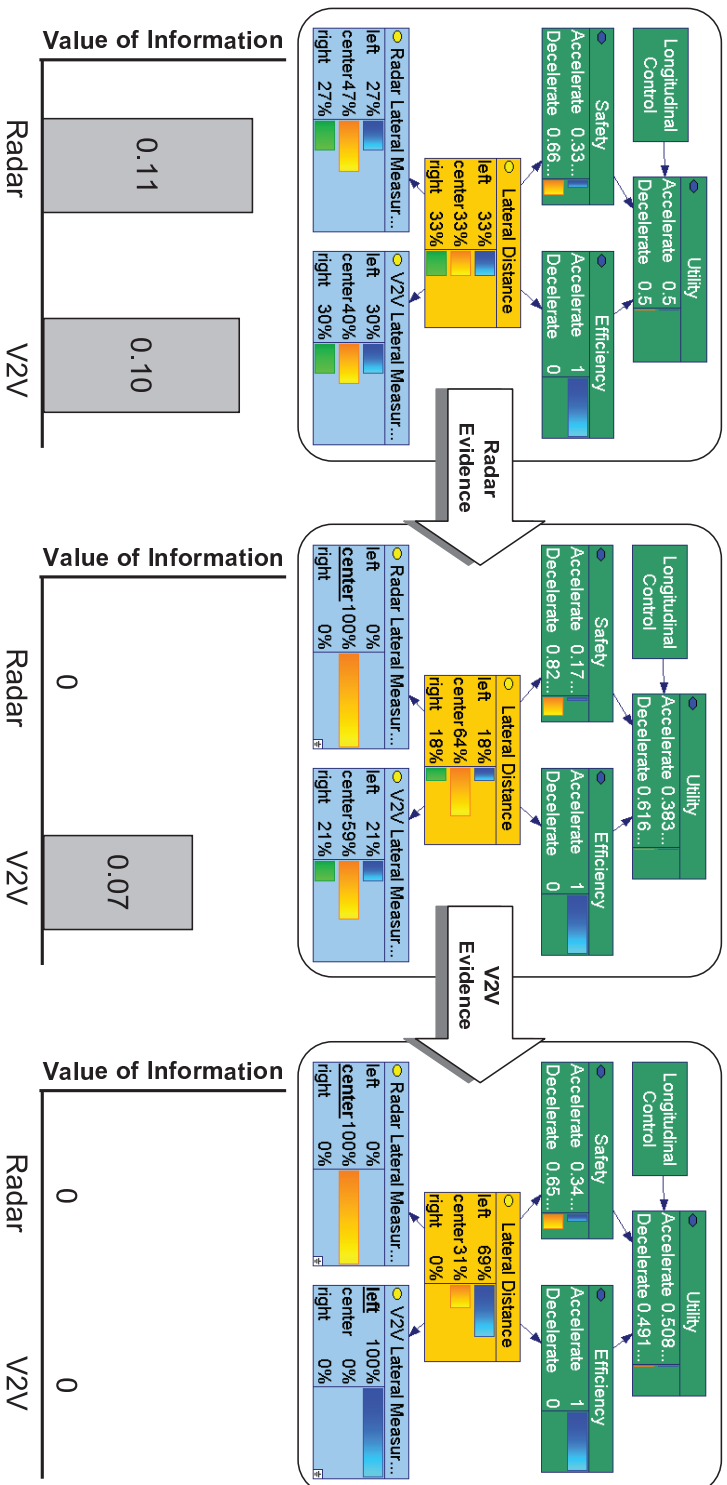 Longitudinal
Control
Utility
Accelerate 0.5
Decelerate 0.5
Safety
Accelerate 0.33...
Decelerate 0.66...
Efficiency
Accelerate 1
Decelerate 0
Lateral Distance
left 33%
center 33%
right 33%
Radar Lateral Measur...
left 27%
center 47%
right 27%
V2V Lateral Measur...
left 30%
center 40%
right 30%
Radar
Evidence
Longitudinal
Control
Utility
Accelerate 0.383...
Decelerate 0.616...
Safety
Accelerate 0.17...
Decelerate 0.82...
Efficiency
Accelerate 1
Decelerate 0
Lateral Distance
left 18%
center 64%
right 18%
Radar Lateral Measur...
left 0%
center 100%
right 0%
V2V Lateral Measur...
left 21%
center 59%
right 21%
V2V
Evidence
Longitudinal
Control
Utility
Accelerate 0.508...
Decelerate 0.491...
Safety
Accelerate 0.34...
Decelerate 0.65...
Efficiency
Accelerate 1
Decelerate 0
Lateral Distance
left 69%
center 31%
right 0%
Radar Lateral Measur...
left 0%
center 100%
right 0%
V2V Lateral Measur...
left 100%
center 0%
right 0%
Value of Information
0.11
0.10
Radar
V2V
Value of Information
0
0.07
Radar
V2V
Value of Information
0
0
Radar
V2V